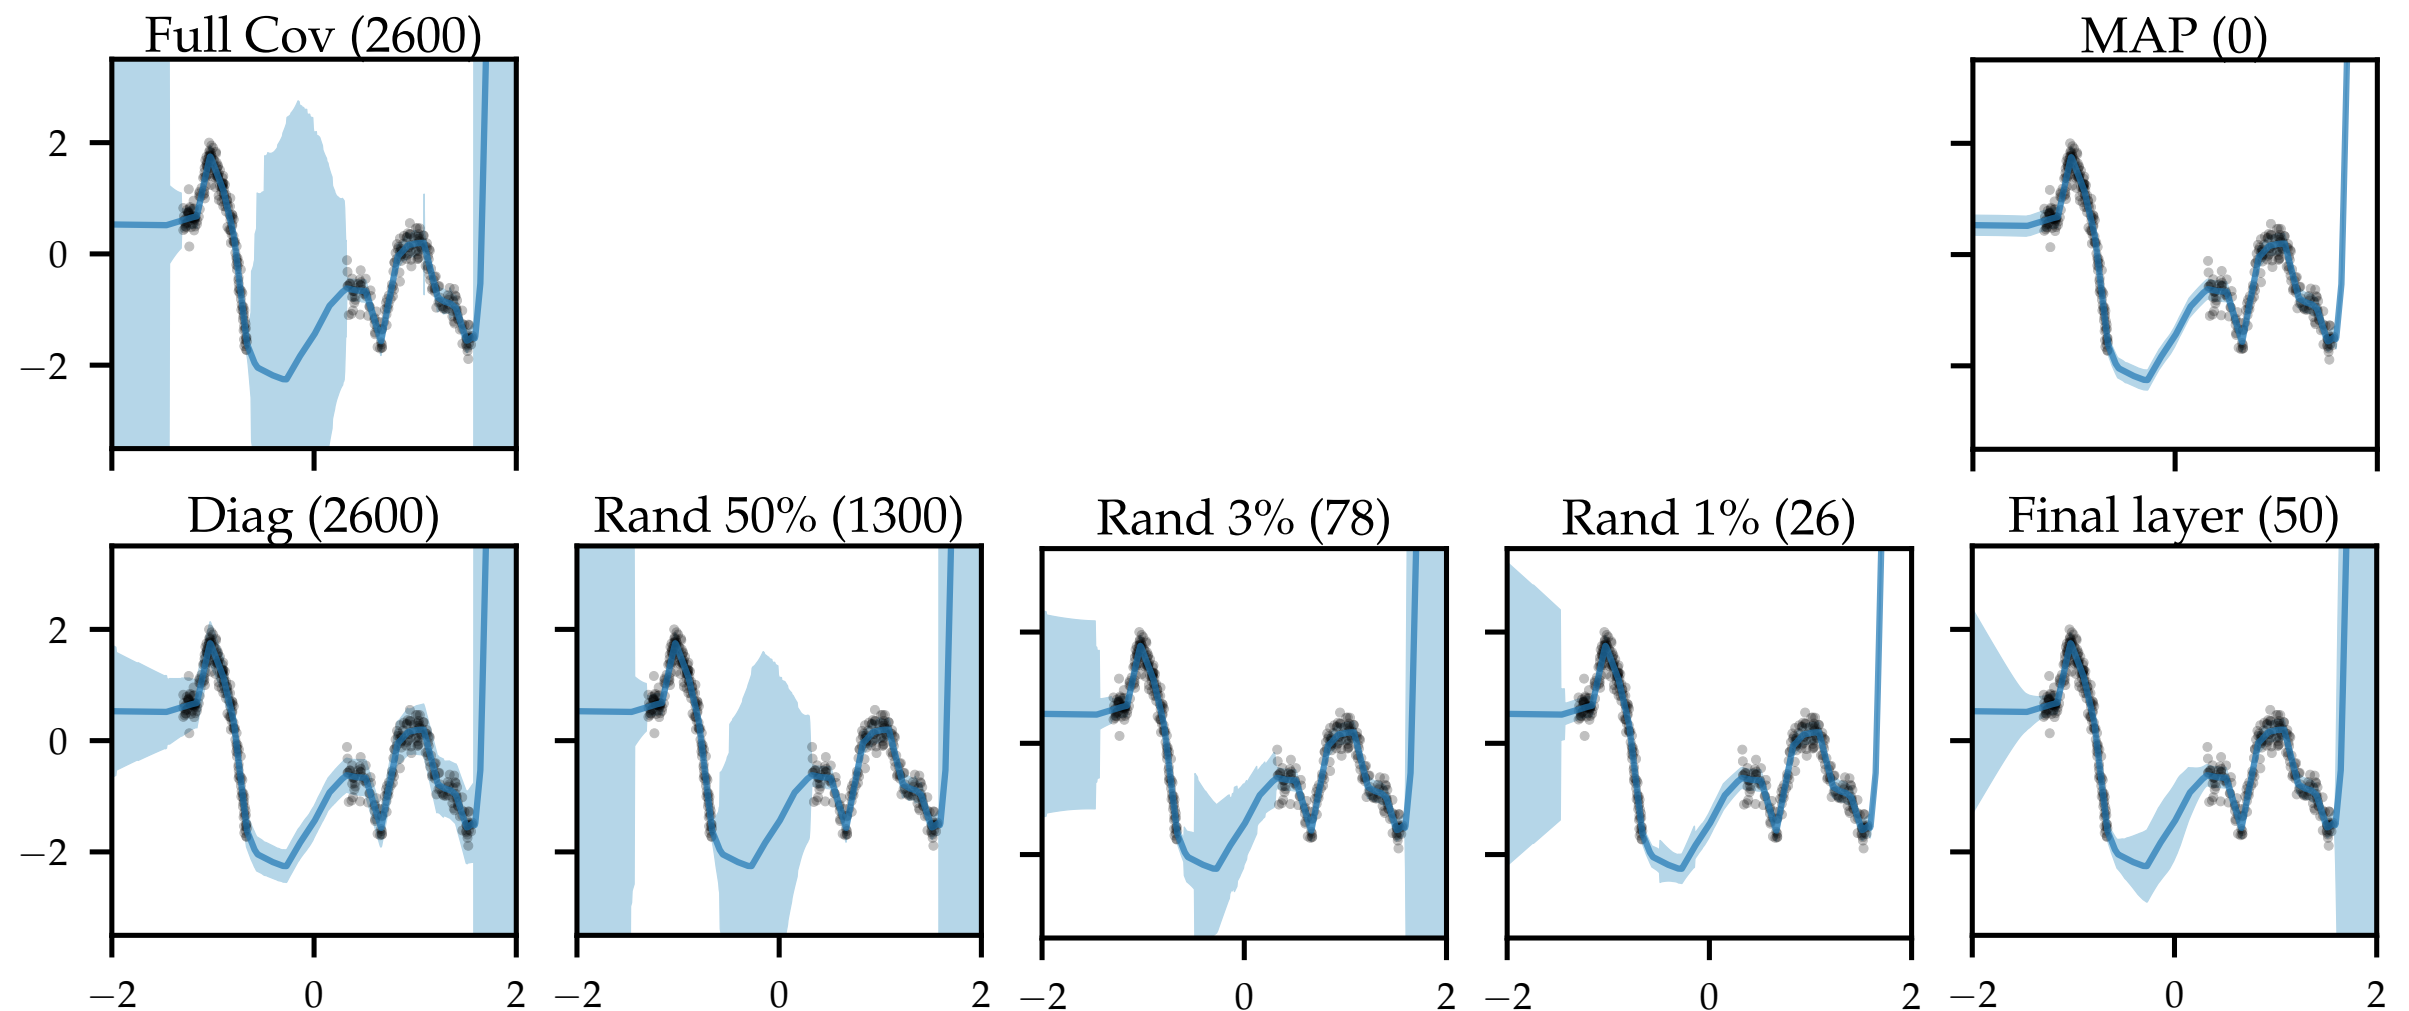 Full Cov (2600)
MAP (0)
2
0
−2
0
2
Diag (2600)
Rand 50% (1300)
Rand 3% (78)
Rand 1% (26)
Final layer (50)
2
0
−2
−2 0 2
−2 0 2
−2 0 2
−2 0 2
−2 0 2